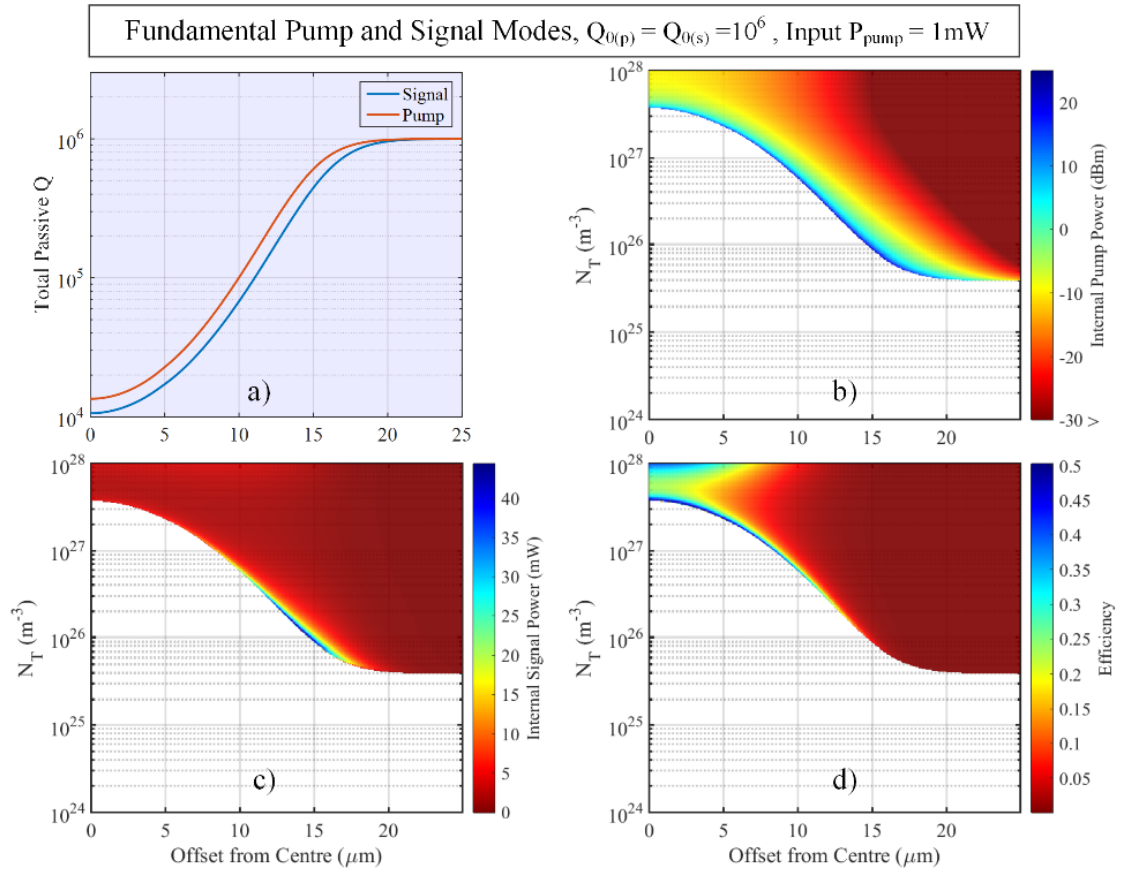 Fundamental Pump and Signal Modes, Q0(p) = Q0(s) =10^6 , Input Ppump = 1mW
Total Passive Q
10^6
10^5
10^4
0 5 10 15 20 25
Signal
Pump
a)
N_T (m^-3)
10^28
10^27
10^26
10^25
10^24
0 5 10 15 20
b)
20
10
0
-10
-20
-30 >
Internal Pump Power (dBm)
N_T (m^-3)
10^28
10^27
10^26
10^25
10^24
0 5 10 15 20
Offset from Centre (μm)
c)
40
35
30
25
20
15
10
5
0
Internal Signal Power (mW)
N_T (m^-3)
10^28
10^27
10^26
10^25
10^24
0 5 10 15 20
Offset from Centre (μm)
d)
0.5
0.45
0.4
0.35
0.3
0.25
0.2
0.15
0.1
0.05
Efficiency